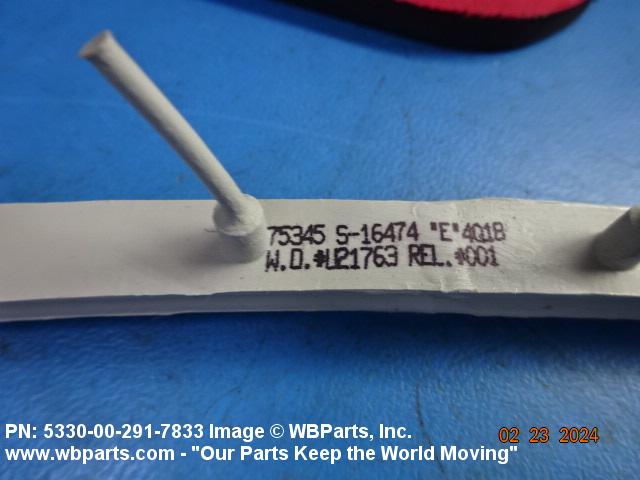 75345 S-16474 "E" 4Q18
W.O.#U21763 REL.#001
PN: 5330-00-291-7833 Image © WBParts, Inc.
02 23 2024
www.wbparts.com - "Our Parts Keep the World Moving"